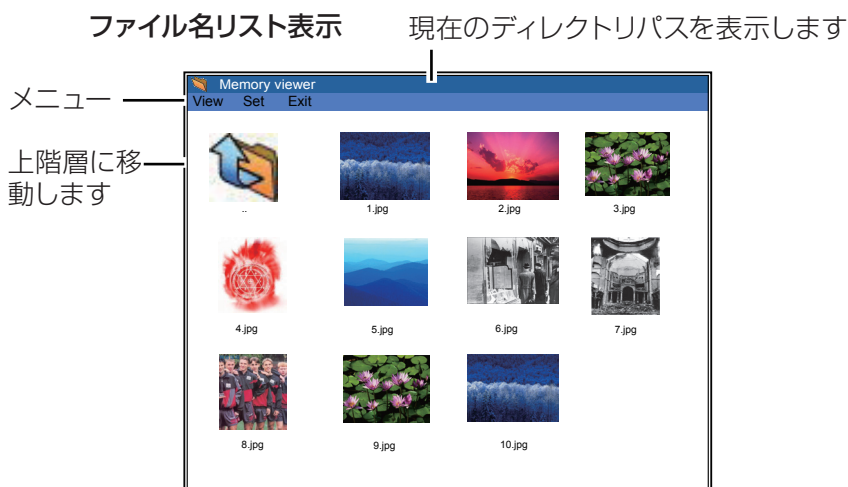 ファイル名リスト表示
現在のディレクトリパスを表示します
メニュー
Memory viewer
View Set Exit
上階層に移
動します
..
1.jpg
2.jpg
3.jpg
4.jpg
5.jpg
6.jpg
7.jpg
8.jpg
9.jpg
10.jpg